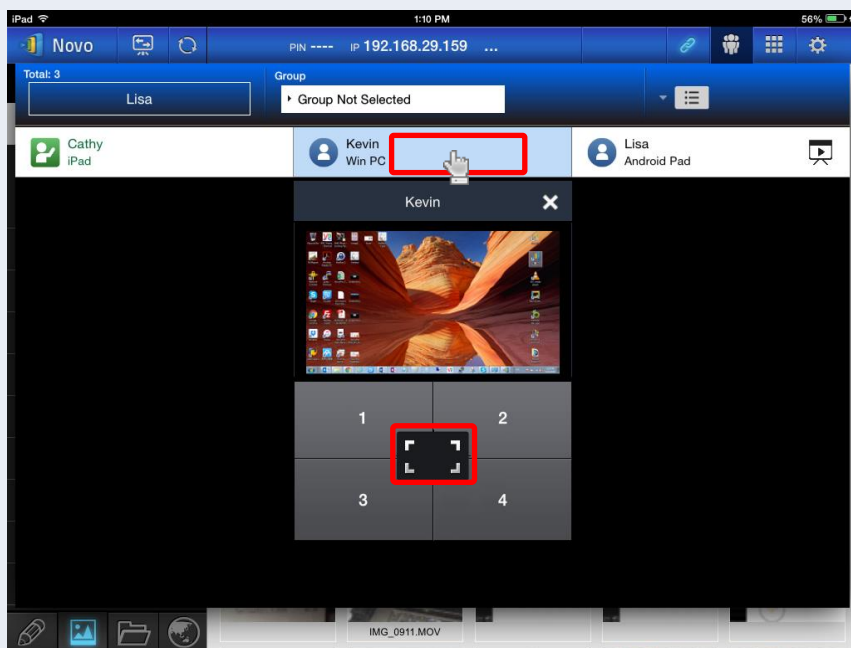 iPad 1:10 PM 56%
Novo PIN ---- IP 192.168.29.159 ...
Total: 3
Lisa
Group
Group Not Selected
Cathy
iPad
Kevin
Win PC
Lisa
Android Pad
Kevin
1 2
3 4
IMG_0911.MOV